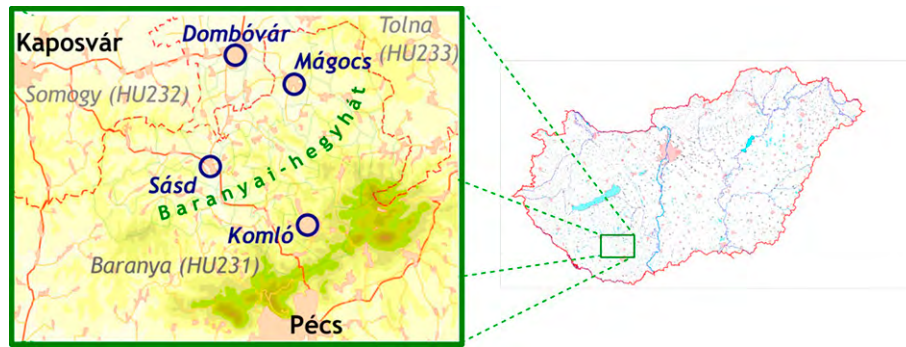 Kaposvár
Dombóvár
Tolna
(HU233)
Mágocs
Somogy (HU232)
Baranyai-hegyhát
Sásd
Komló
Baranya (HU231)
Pécs